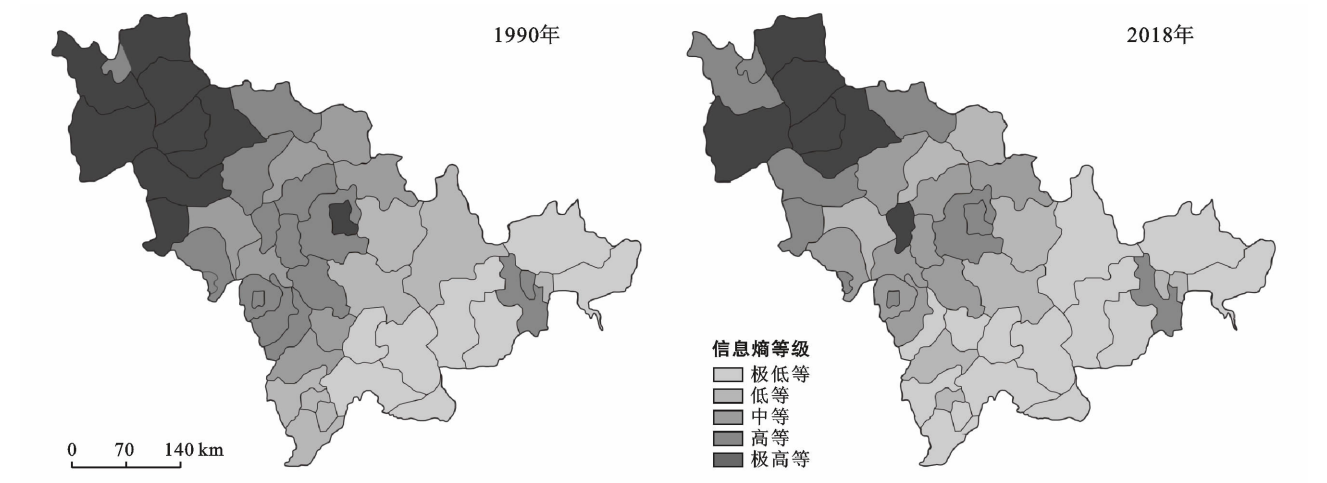 1990年
2018年
信息熵等级
极低等
低等
中等
高等
极高等
0 70 140 km